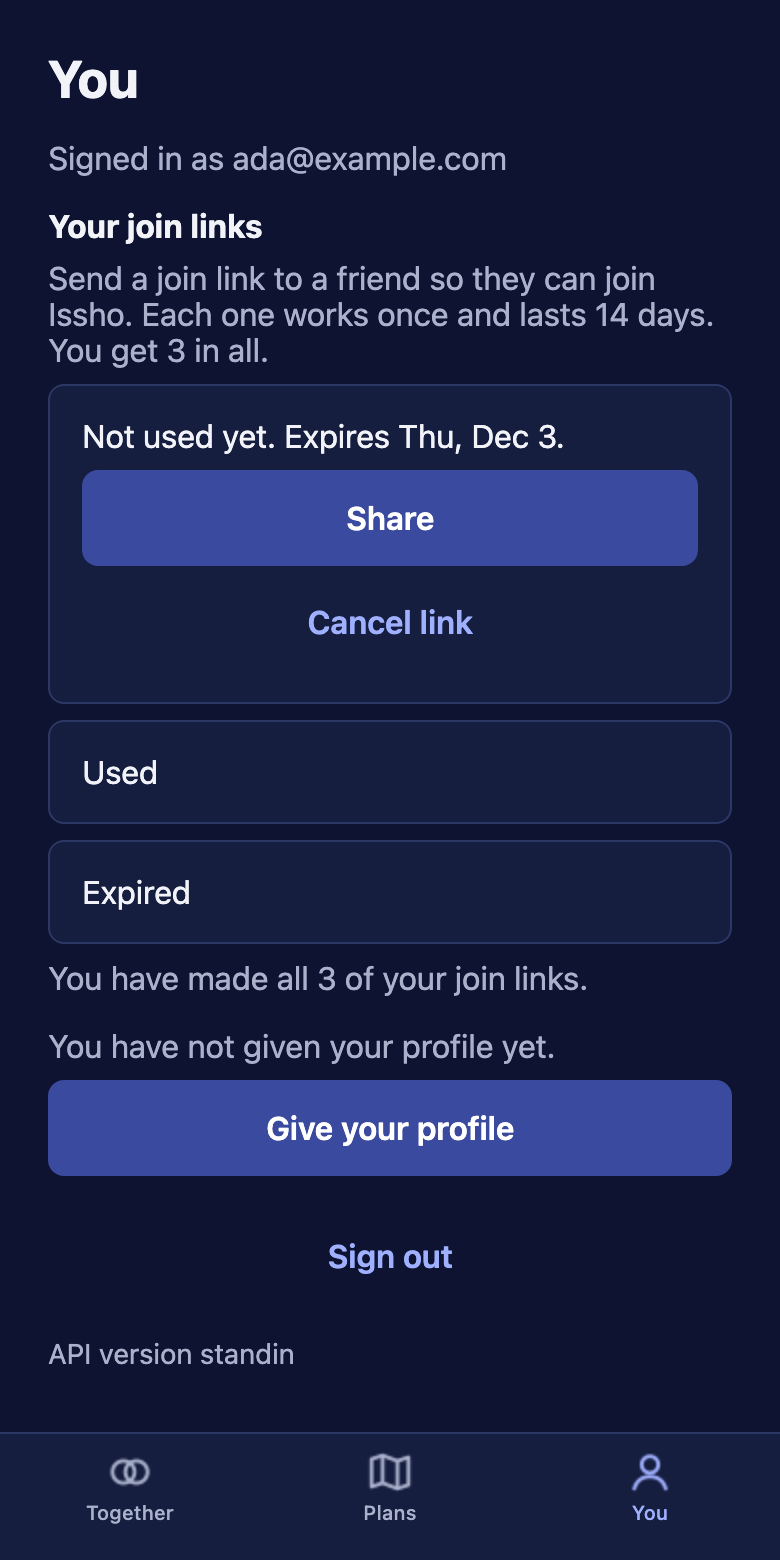 You
Signed in as ada@example.com
Your join links
Send a join link to a friend so they can join
Issho. Each one works once and lasts 14 days.
You get 3 in all.
Not used yet. Expires Thu, Dec 3.
Share
Cancel link
Used
Expired
You have made all 3 of your join links.
You have not given your profile yet.
Give your profile
Sign out
API version standin
Together
Plans
You